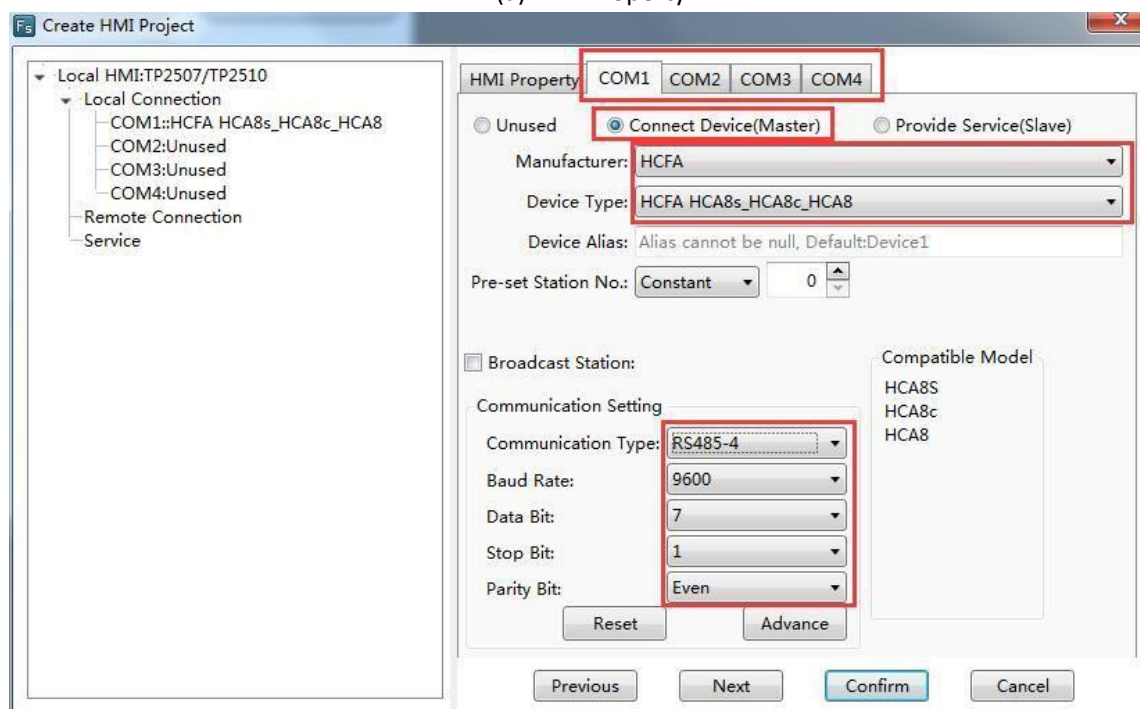 Create HMI Project
Local HMI:TP2507/TP2510
Local Connection
COM1::HCFA HCA8s_HCA8c_HCA8
COM2:Unused
COM3:Unused
COM4:Unused
Remote Connection
Service
HMI Property COM1 COM2 COM3 COM4
Unused Connect Device(Master) Provide Service(Slave)
Manufacturer: HCFA
Device Type: HCFA HCA8s_HCA8c_HCA8
Device Alias: Alias cannot be null, Default:Device1
Pre-set Station No.: Constant 0
Broadcast Station:
Communication Setting
Communication Type: RS485-4
Baud Rate: 9600
Data Bit: 7
Stop Bit: 1
Parity Bit: Even
Reset Advance
Compatible Model
HCA8S
HCA8c
HCA8
Previous Next Confirm Cancel